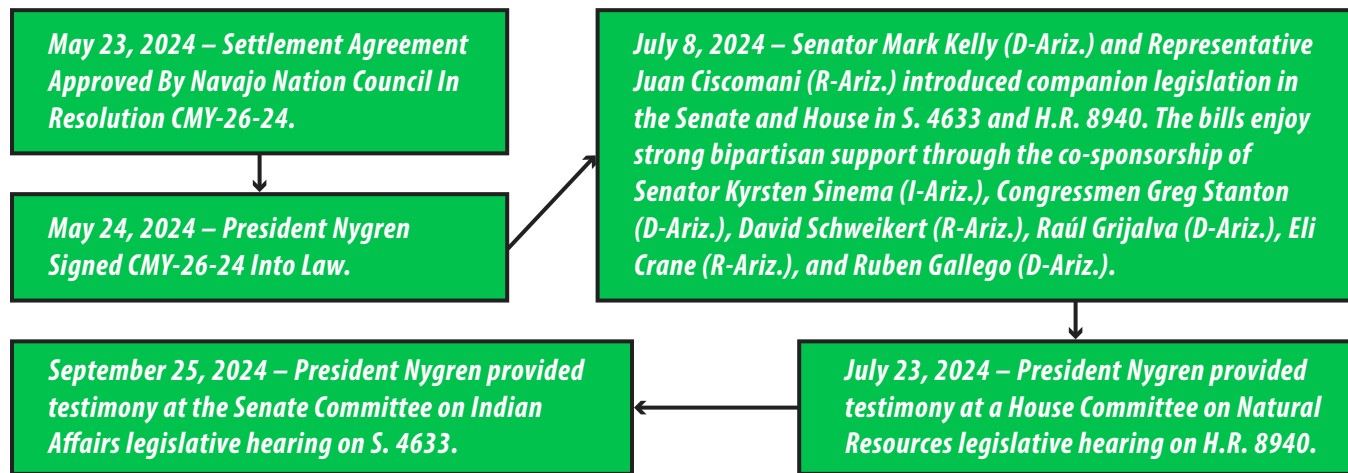 May 23, 2024 – Settlement Agreement
Approved By Navajo Nation Council In
Resolution CMY-26-24.
May 24, 2024 – President Nygren
Signed CMY-26-24 Into Law.
July 8, 2024 – Senator Mark Kelly (D-Ariz.) and Representative
Juan Ciscomani (R-Ariz.) introduced companion legislation in
the Senate and House in S. 4633 and H.R. 8940. The bills enjoy
strong bipartisan support through the co-sponsorship of
Senator Kyrsten Sinema (I-Ariz.), Congressmen Greg Stanton
(D-Ariz.), David Schweikert (R-Ariz.), Raúl Grijalva (D-Ariz.), Eli
Crane (R-Ariz.), and Ruben Gallego (D-Ariz.).
July 23, 2024 – President Nygren provided
testimony at a House Committee on Natural
Resources legislative hearing on H.R. 8940.
September 25, 2024 – President Nygren provided
testimony at the Senate Committee on Indian
Affairs legislative hearing on S. 4633.